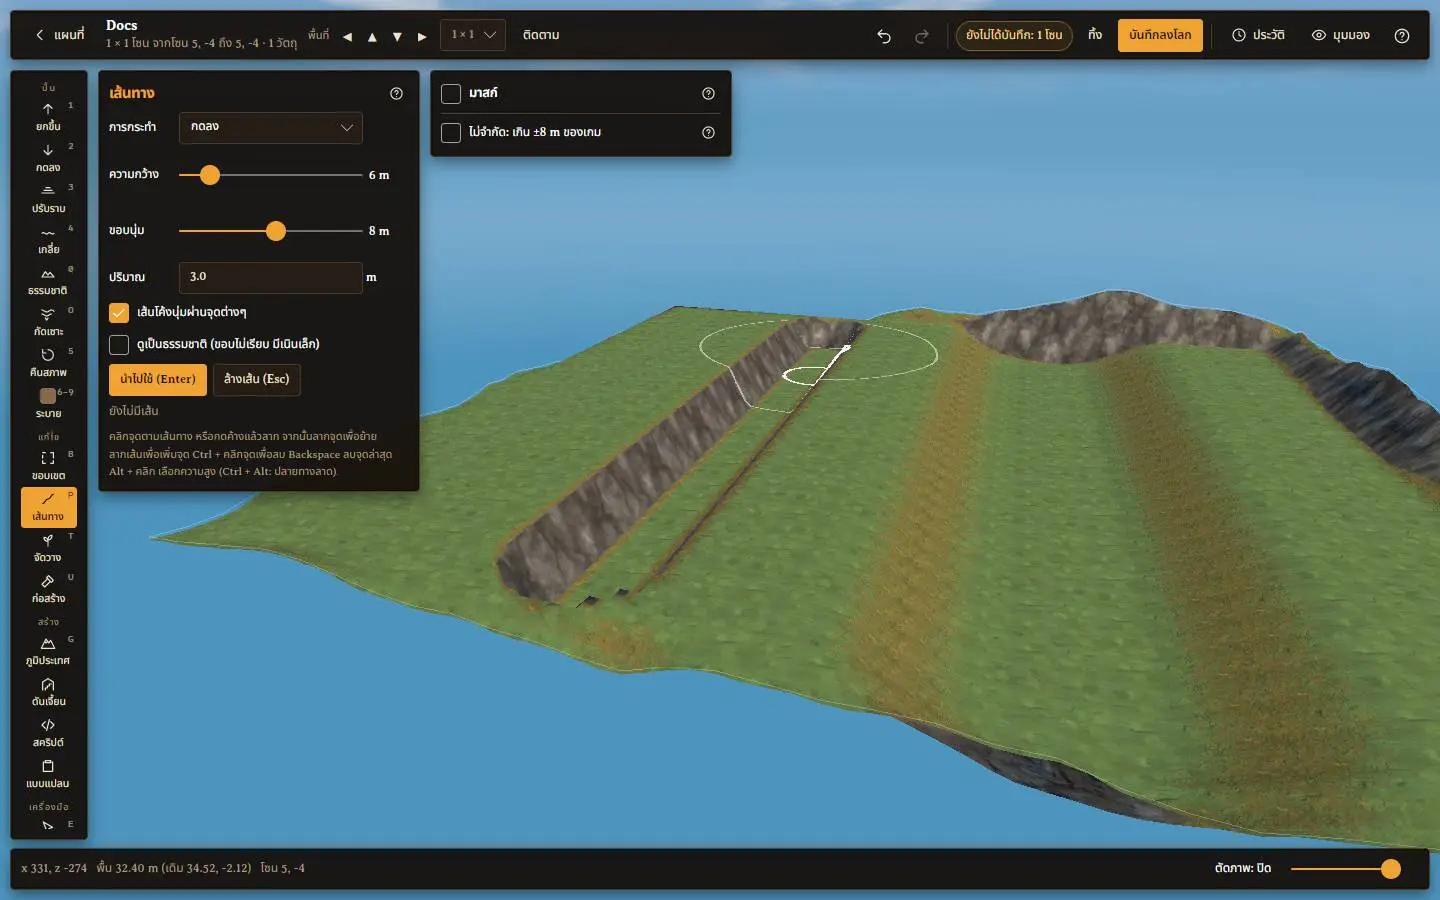 แผนที่
Docs
1 × 1 โซน จากโซน 5, -4 ถึง 5, -4 · 1 วัตถุ
พื้นที่
1 × 1
ติดตาม
ยังไม่ได้บันทึก: 1 โซน
ทิ้ง
บันทึกลงโลก
ประวัติ
มุมมอง
ปั้น
1
ยกขึ้น
2
กดลง
3
ปรับราบ
4
เกลี่ย
0
ธรรมชาติ
O
กัดเซาะ
5
คืนสภาพ
6–9
ระบาย
แก้ไข
B
ขอบเขต
P
เส้นทาง
T
จัดวาง
U
ก่อสร้าง
สร้าง
G
ภูมิประเทศ
ดันเจี้ยน
สคริปต์
แบบแปลน
เครื่องมือ
E
เส้นทาง
การกระทำ
กดลง
ความกว้าง
6 m
ขอบนุ่ม
8 m
ปริมาณ
3.0
m
เส้นโค้งนุ่มผ่านจุดต่างๆ
ดูเป็นธรรมชาติ (ขอบไม่เรียบ มีเนินเล็ก)
นำไปใช้ (Enter)
ล้างเส้น (Esc)
ยังไม่มีเส้น
คลิกจุดตามเส้นทาง หรือกดค้างแล้วลาก จากนั้นลากจุดเพื่อย้าย
ลากเส้นเพื่อเพิ่มจุด Ctrl + คลิกจุดเพื่อลบ Backspace ลบจุดล่าสุด
Alt + คลิก เลือกความสูง (Ctrl + Alt: ปลายทางลาด)
มาสก์
ไม่จำกัด: เกิน ±8 m ของเกม
x 331, z -274 พื้น 32.40 m (เดิม 34.52, -2.12) โซน 5, -4
ตัดภาพ: ปิด